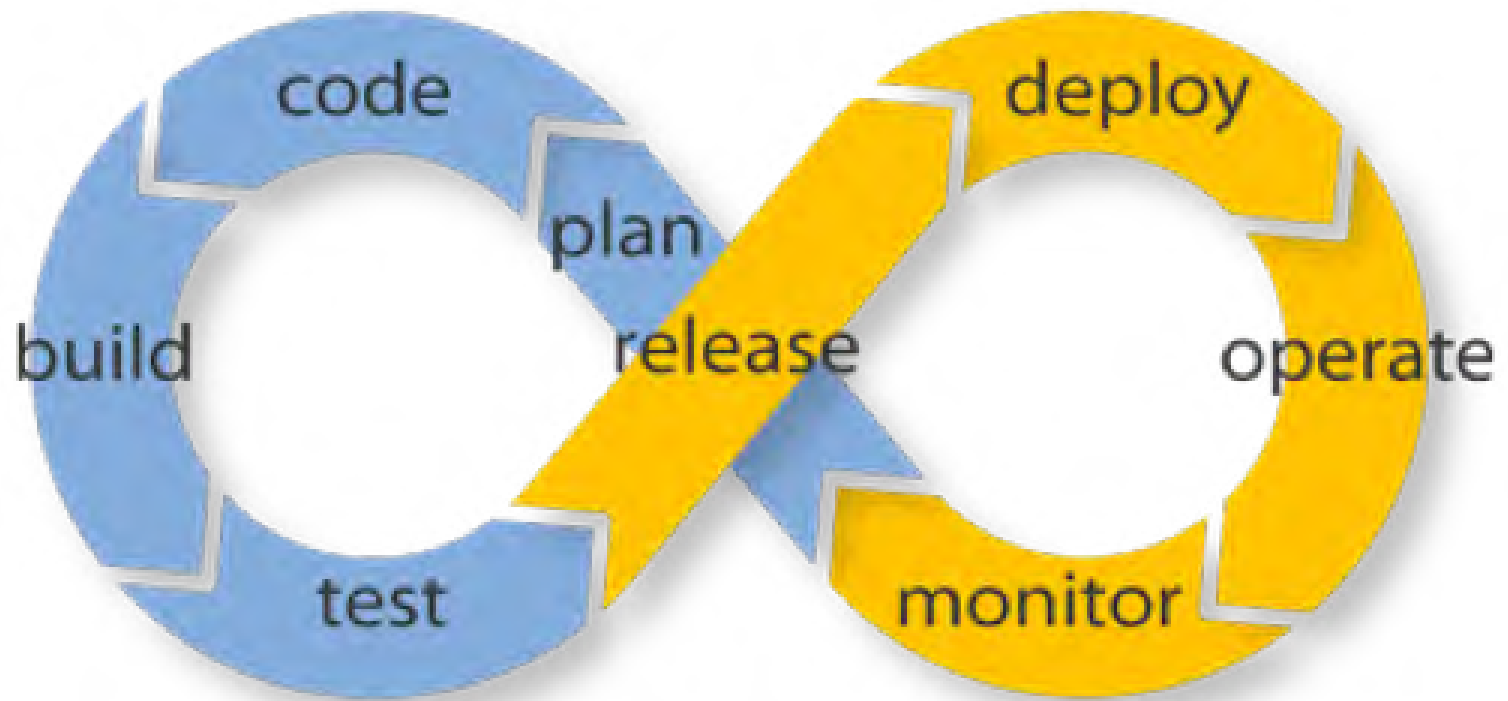 code
deploy
plan
release
build
operate
test
monitor